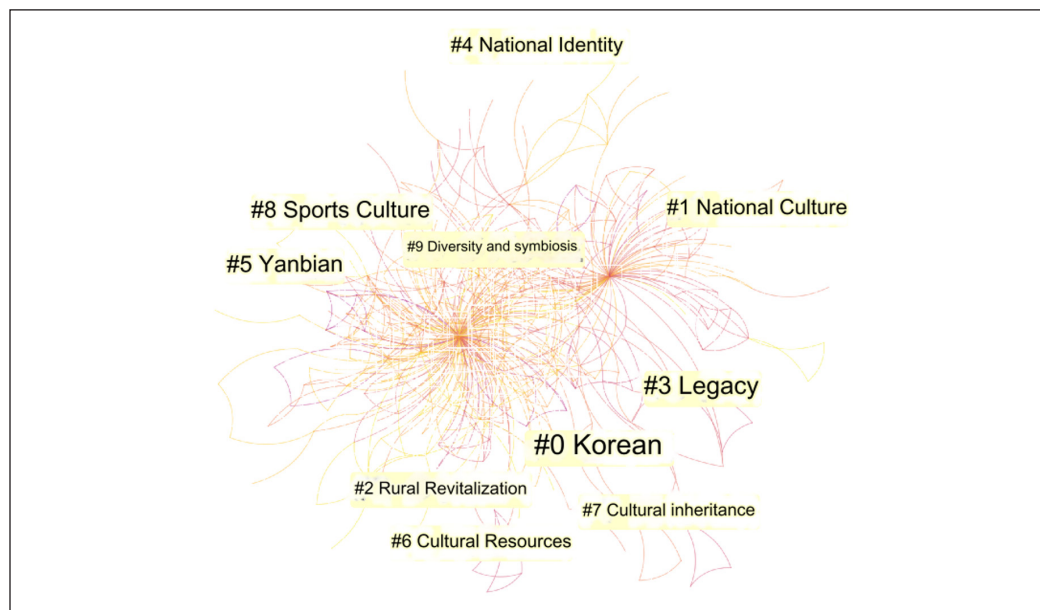 #4 National Identity
#8 Sports Culture
#1 National Culture
#9 Diversity and symbiosis
#5 Yanbian
#3 Legacy
#0 Korean
#2 Rural Revitalization
#7 Cultural inheritance
#6 Cultural Resources